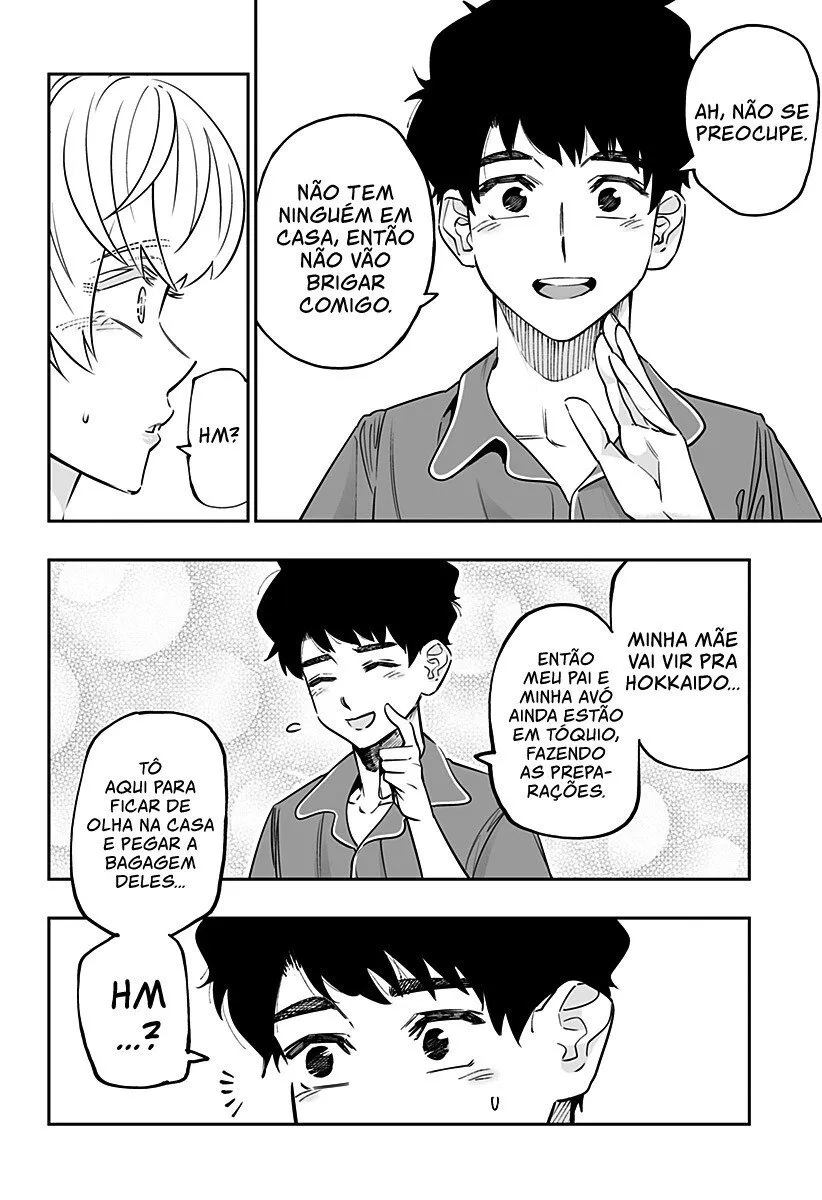 AH, NÃO SE
PREOCUPE.
NÃO TEM
NINGUÉM EM
CASA, ENTÃO
NÃO VÃO
BRIGAR
COMIGO.
HM?
MINHA MÃE
VAI VIR PRA
HOKKAIDO...
ENTÃO
MEU PAI E
MINHA AVÓ
AINDA ESTÃO
EM TÓQUIO,
FAZENDO
AS PREPA-
RAÇÕES.
TÔ
AQUI PARA
FICAR DE
OLHA NA CASA
E PEGAR A
BAGAGEM
DELES...
HM
...?